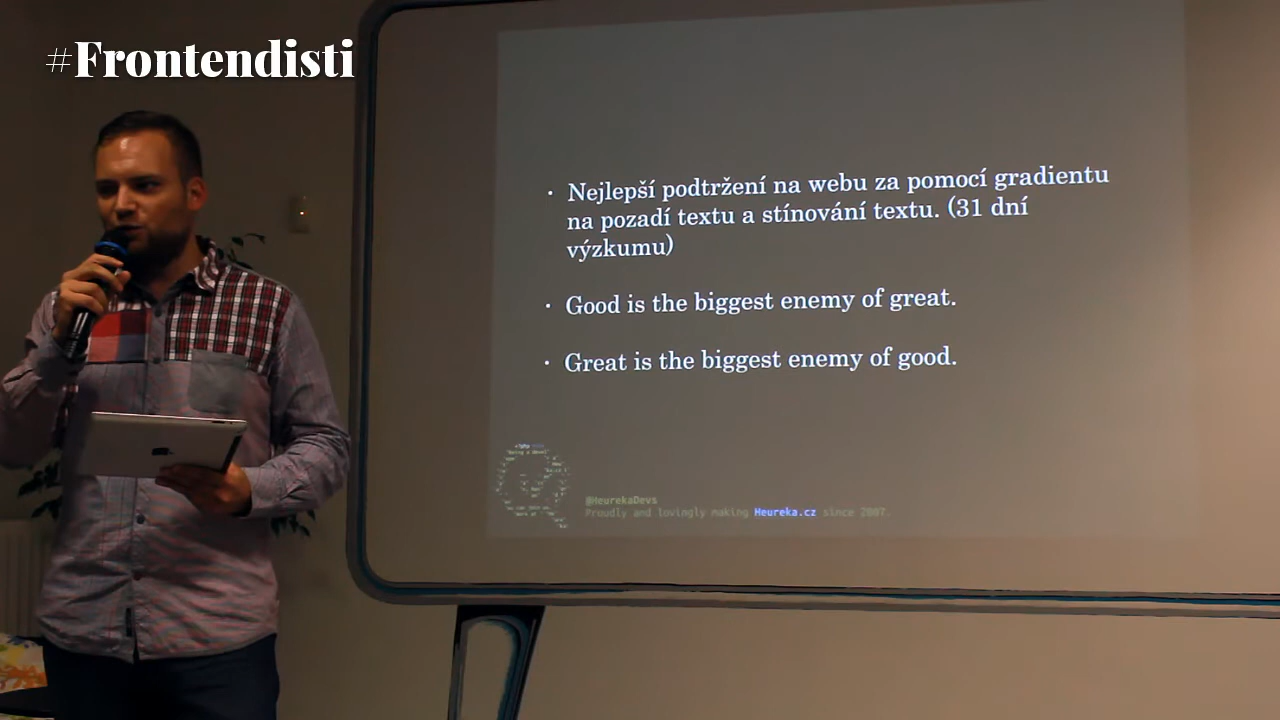 #Frontendisti
· Nejlepší podtržení na webu za pomocí gradientu
na pozadí textu a stínování textu. (31 dní
výzkumu)
· Good is the biggest enemy of great.
· Great is the biggest enemy of good.
@HeurekaDevs
Proudly and lovingly making Heureka.cz since 2007.